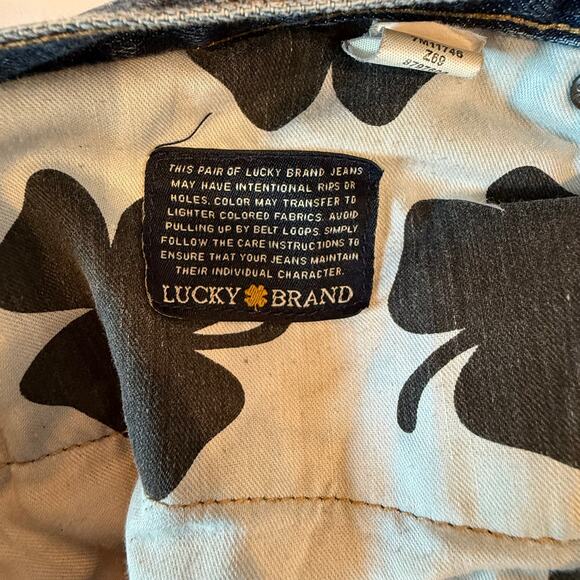 7M11746
Z69
THIS PAIR OF LUCKY BRAND JEANS
MAY HAVE INTENTIONAL RIPS OR
HOLES. COLOR MAY TRANSFER TO
LIGHTER COLORED FABRICS. AVOID
PULLING UP BY BELT LOOPS. SIMPLY
FOLLOW THE CARE INSTRUCTIONS TO
ENSURE THAT YOUR JEANS MAINTAIN
THEIR INDIVIDUAL CHARACTER.
LUCKY BRAND